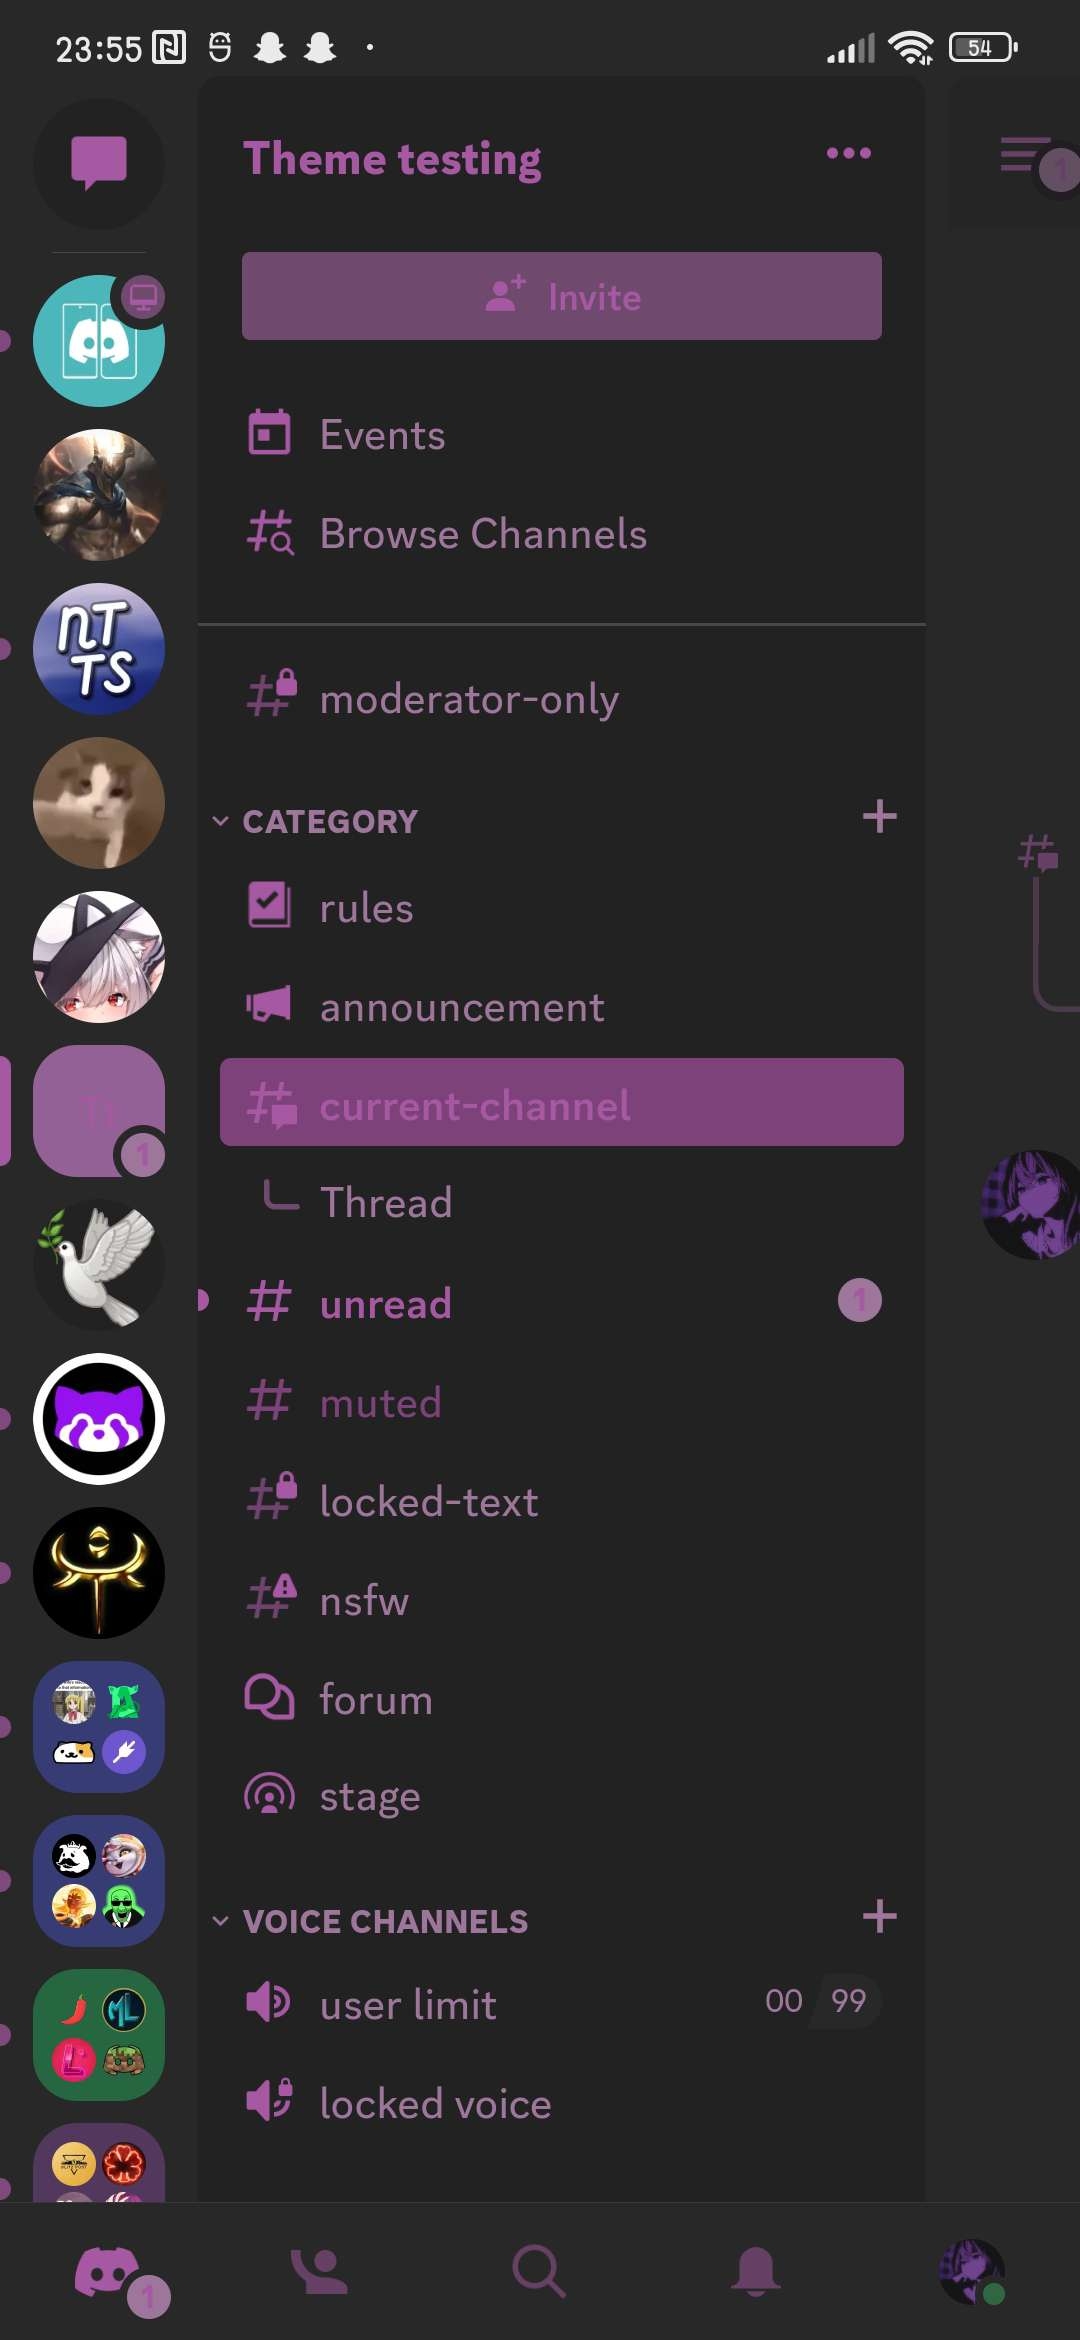 23:55
54
Theme testing
1
Invite
Events
Browse Channels
nT
TS
moderator-only
CATEGORY
rules
announcement
current-channel
Tt
1
Thread
unread
1
muted
locked-text
nsfw
forum
stage
VOICE CHANNELS
user limit
00 99
ML
L
locked voice
1